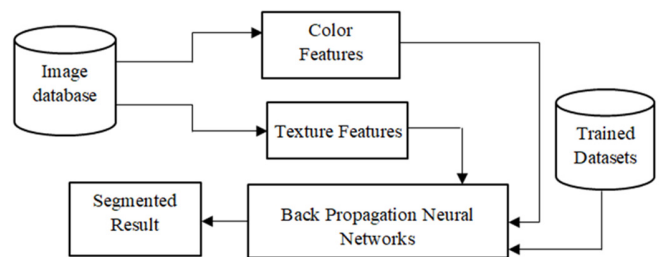 Color
Features
Image
database
Texture Features
Trained
Datasets
Segmented
Result
Back Propagation Neural
Networks